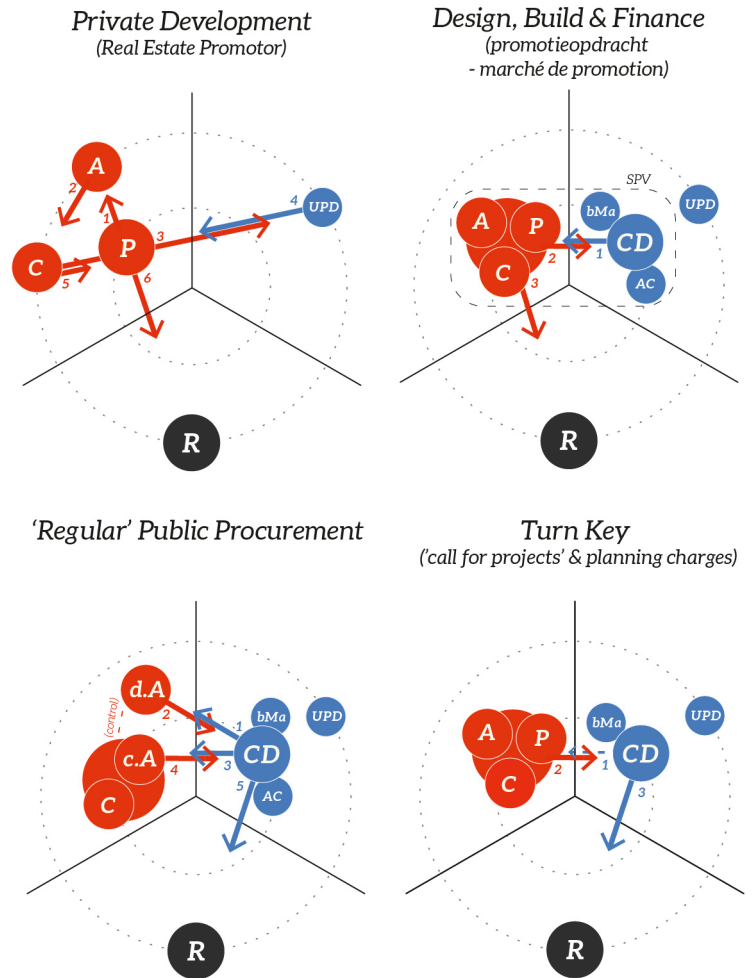 Private Development
(Real Estate Promotor)
A
2
1
P
3
4
UPD
C
5
6
R
Design, Build & Finance
(promotieopdracht
- marché de promotion)
SPV
A
P
bMa
UPD
CD
2
1
C
3
AC
R
'Regular' Public Procurement
d.A
(control)
2
1
bMa
UPD
c.A
4
3
CD
5
C
AC
R
Turn Key
('call for projects' & planning charges)
A
P
bMa
UPD
CD
2
1
3
C
R